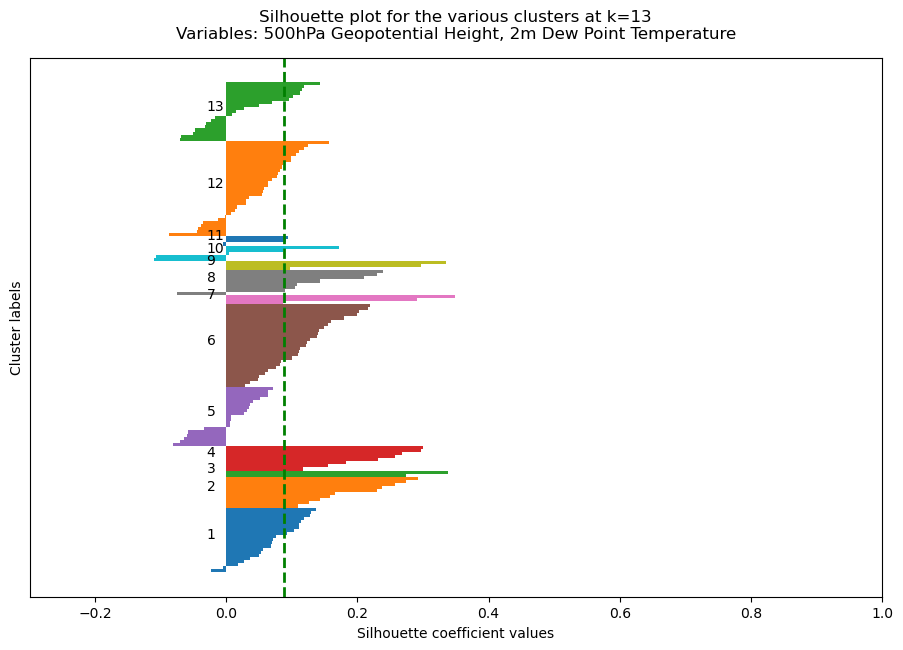 Silhouette plot for the various clusters at k=13
Variables: 500hPa Geopotential Height, 2m Dew Point Temperature
Cluster labels
13
12
11
10
9
8
7
6
5
4
3
2
1
−0.2 0.0 0.2 0.4 0.6 0.8 1.0
Silhouette coefficient values